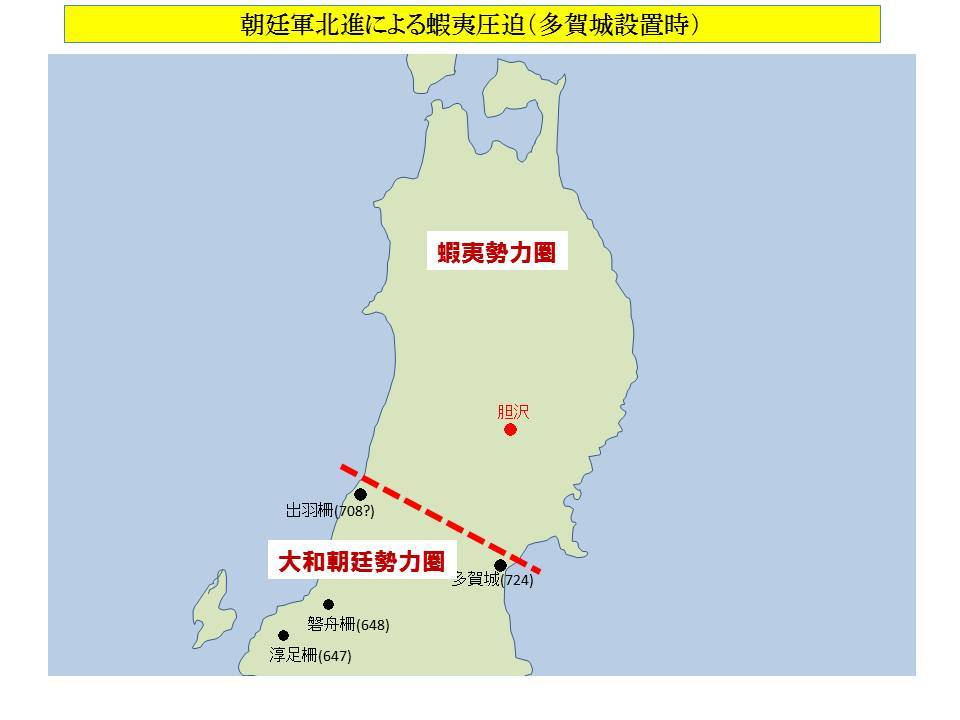 朝廷軍北進による蝦夷圧迫（多賀城設置時）
蝦夷勢力圏
胆沢
出羽柵(708?)
大和朝廷勢力圏
多賀城(724)
磐舟柵(648)
淳足柵(647)